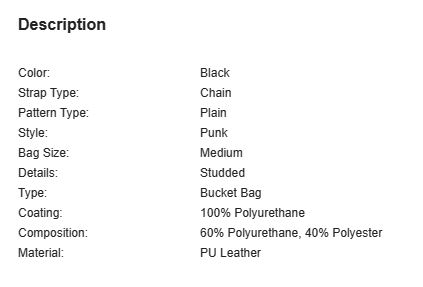 Description
Color: Black
Strap Type: Chain
Pattern Type: Plain
Style: Punk
Bag Size: Medium
Details: Studded
Type: Bucket Bag
Coating: 100% Polyurethane
Composition: 60% Polyurethane, 40% Polyester
Material: PU Leather